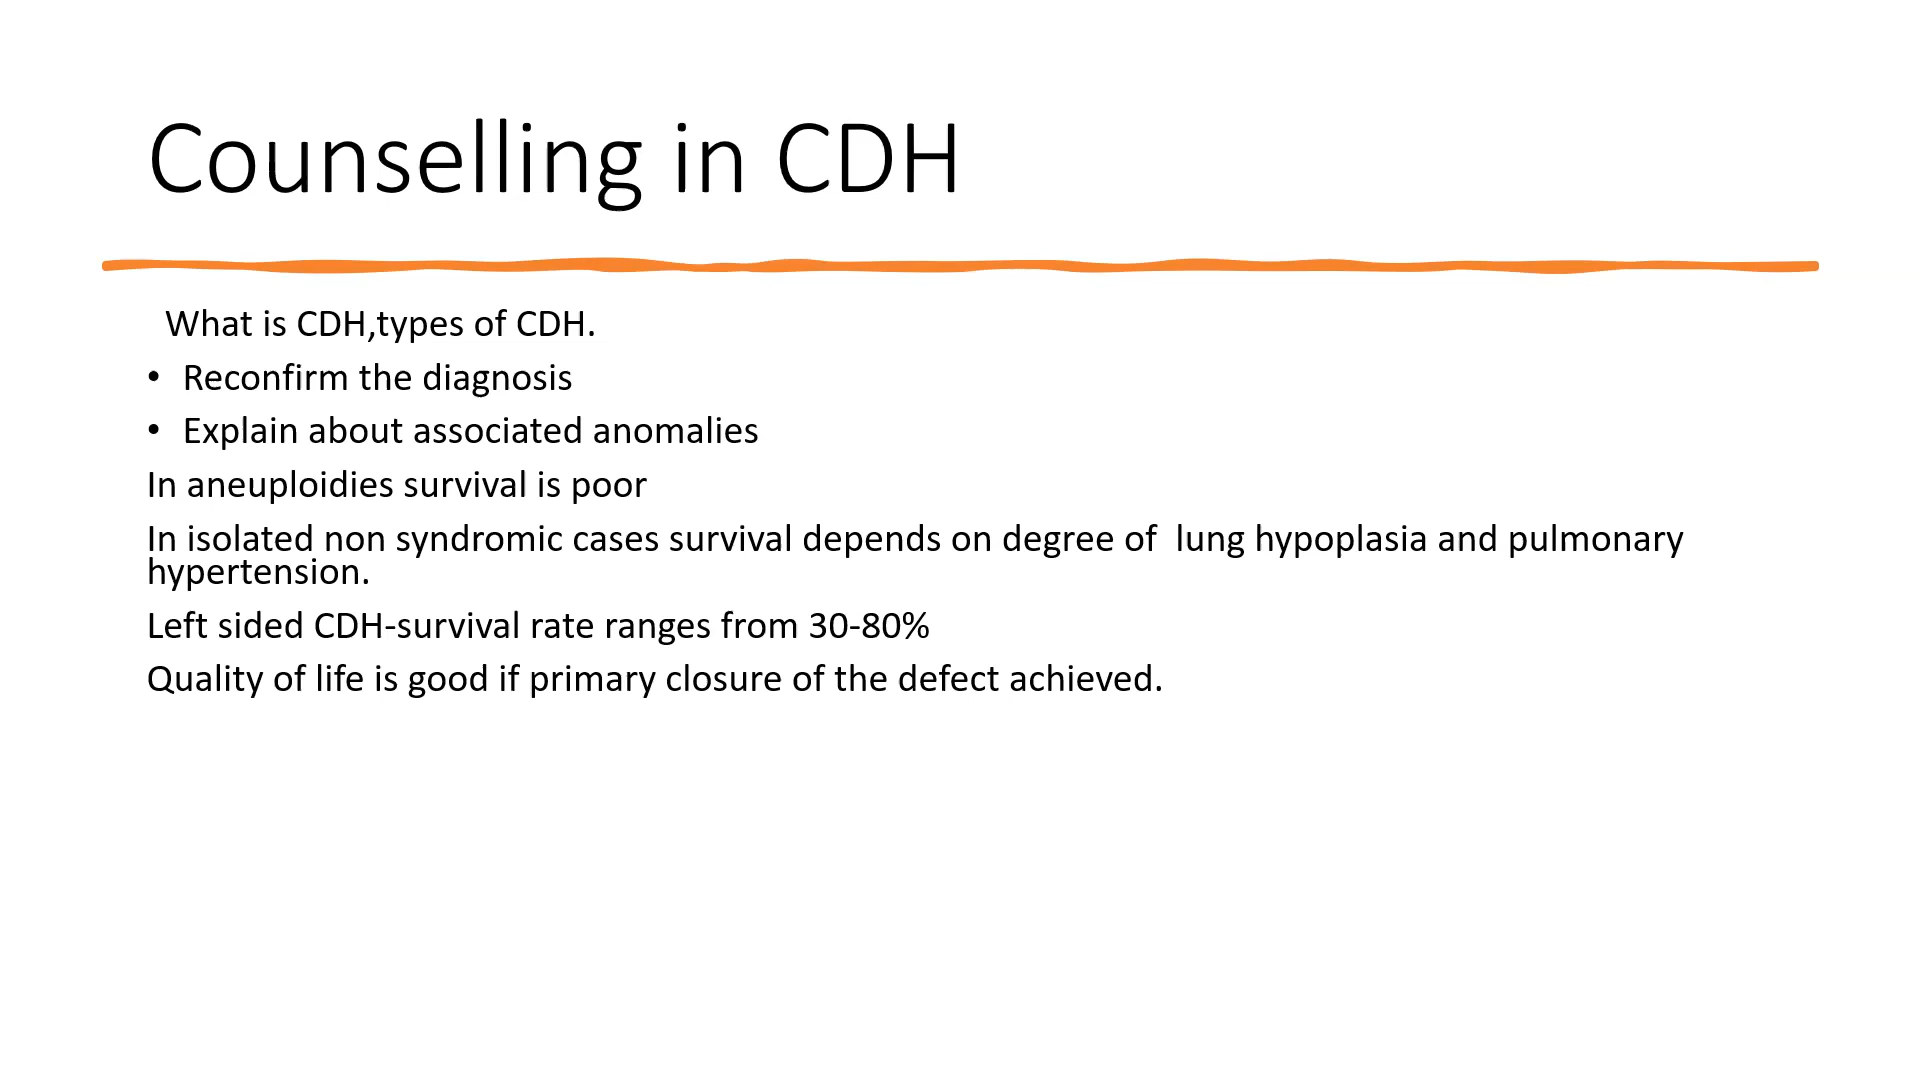 Counselling in CDH
What is CDH,types of CDH.
• Reconfirm the diagnosis
• Explain about associated anomalies
In aneuploidies survival is poor
In isolated non syndromic cases survival depends on degree of  lung hypoplasia and pulmonary
hypertension.
Left sided CDH-survival rate ranges from 30-80%
Quality of life is good if primary closure of the defect achieved.